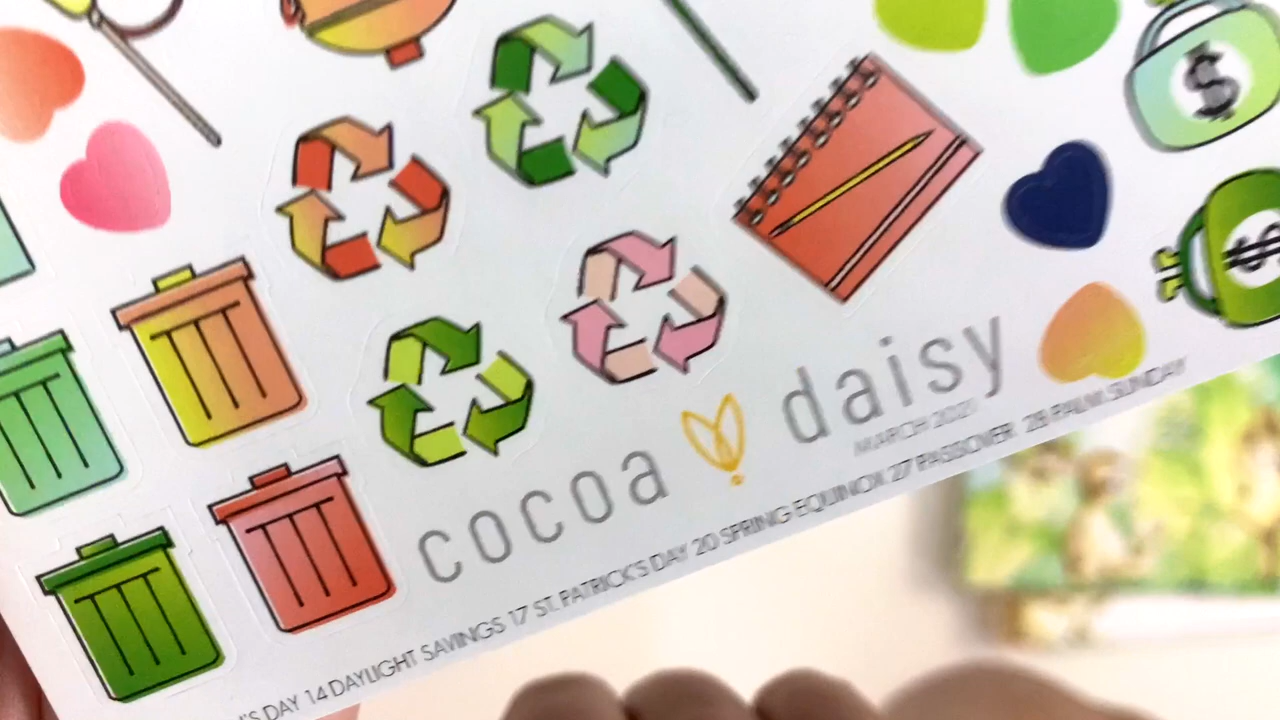 $
$
cocoa daisy
MARCH 2021
'S DAY 14 DAYLIGHT SAVINGS 17 ST. PATRICK'S DAY 20 SPRING EQUINOX 27 PASSOVER 28 PALM SUNDAY